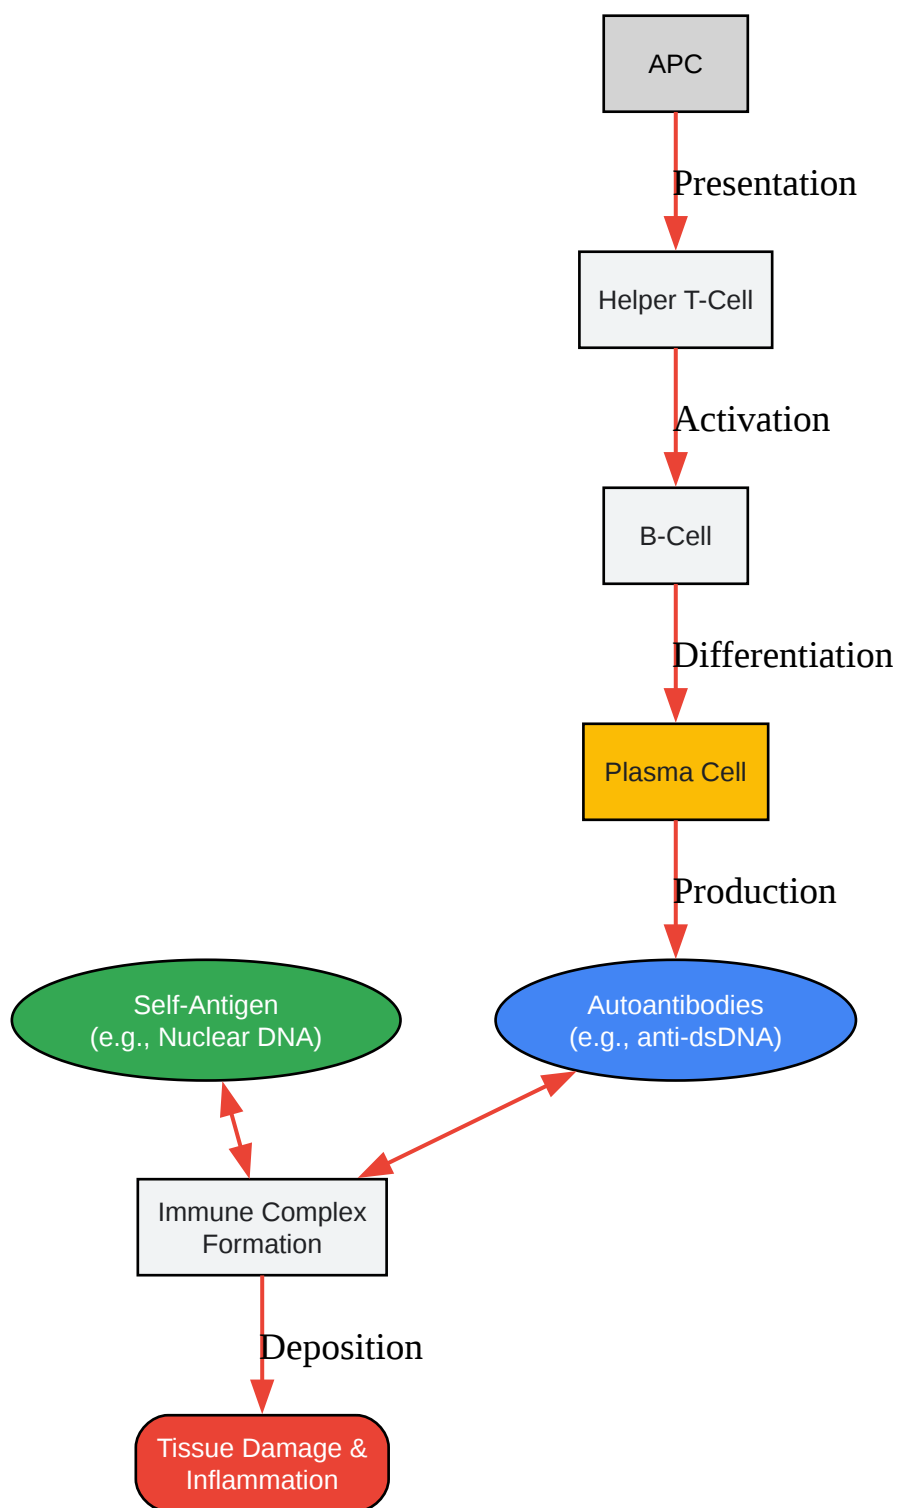 APC
Presentation
Helper T-Cell
Activation
B-Cell
Differentiation
Plasma Cell
Production
Self-Antigen
(e.g., Nuclear DNA)
Autoantibodies
(e.g., anti-dsDNA)
Immune Complex
Formation
Deposition
Tissue Damage &
Inflammation